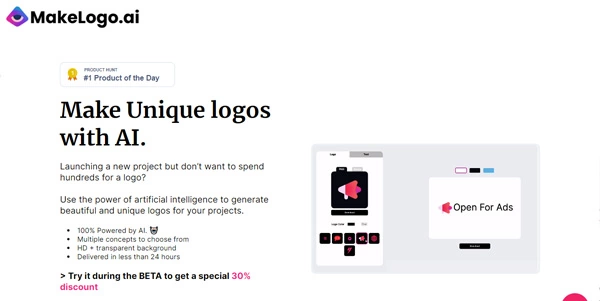 MakeLogo.ai
PRODUCT HUNT
#1 Product of the Day
Make Unique logos
with AI.
Launching a new project but don't want to spend
hundreds for a logo?
Use the power of artificial intelligence to generate
beautiful and unique logos for your projects.
100% Powered by AI.
Multiple concepts to choose from
HD + transparent background
Delivered in less than 24 hours
> Try it during the BETA to get a special 30%
discount
Logo
Open For Ads